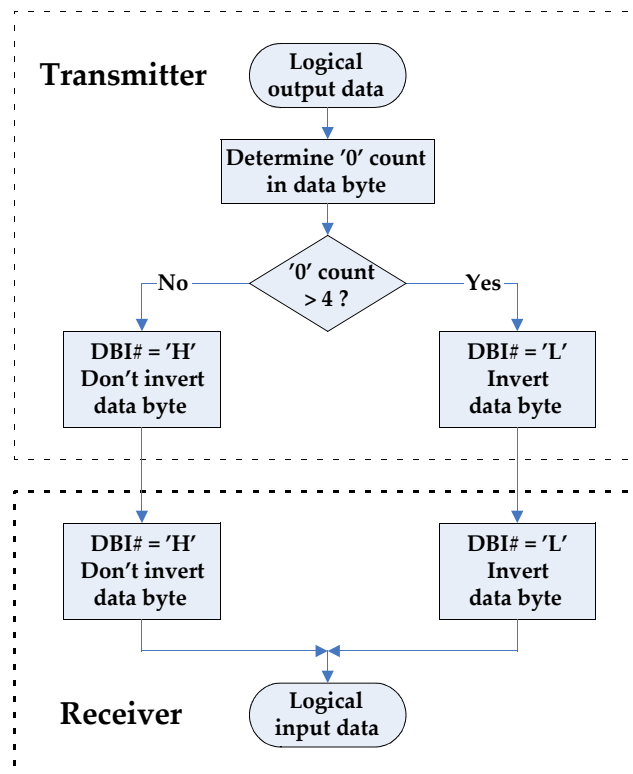 Transmitter
Logical
output data
Determine ’0’ count
in data byte
’0’ count
> 4 ?
No
Yes
DBI# = ’H’
Don’t invert
data byte
DBI# = ’L’
Invert
data byte
DBI# = ’H’
Don’t invert
data byte
DBI# = ’L’
Invert
data byte
Receiver
Logical
input data